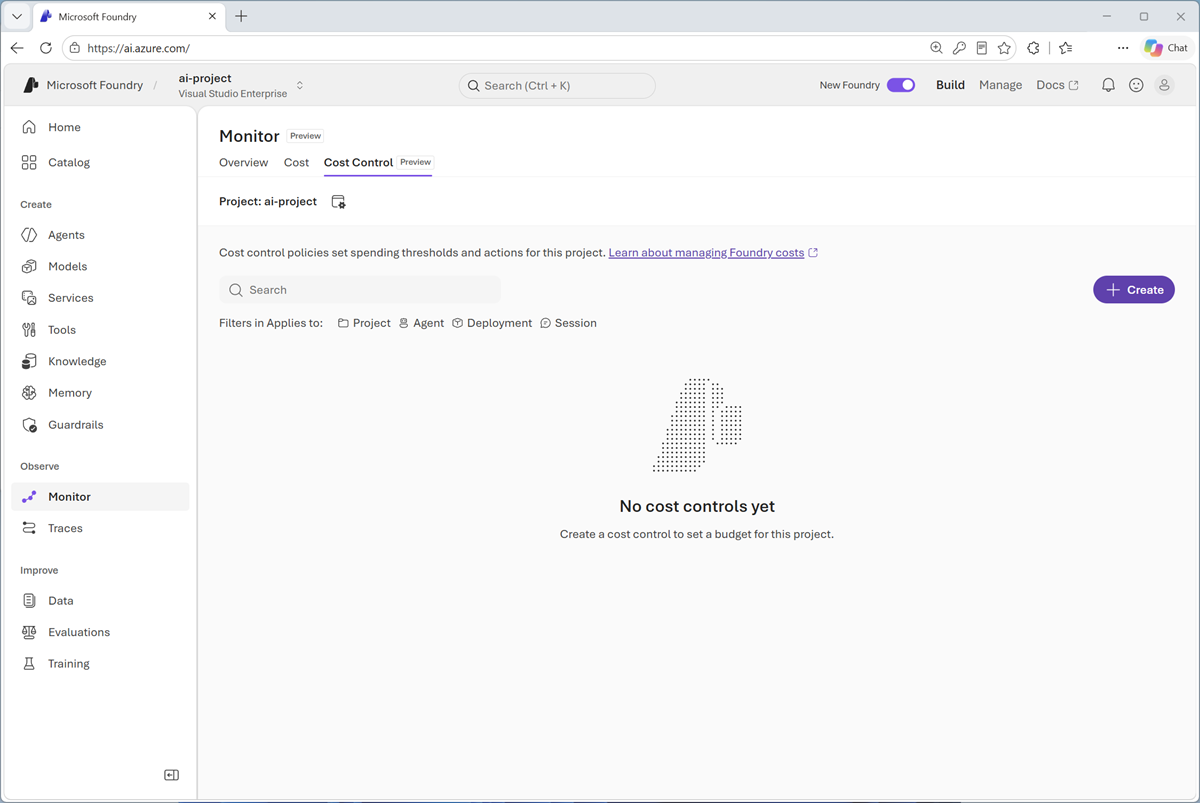 Microsoft Foundry
https://ai.azure.com/
Chat
Microsoft Foundry / ai-project
Visual Studio Enterprise
Search (Ctrl + K)
New Foundry Build Manage Docs
Home
Catalog
Create
Agents
Models
Services
Tools
Knowledge
Memory
Guardrails
Observe
Monitor
Traces
Improve
Data
Evaluations
Training
Monitor Preview
Overview Cost Cost Control Preview
Project: ai-project
Cost control policies set spending thresholds and actions for this project. Learn about managing Foundry costs
Search
Create
Filters in Applies to: Project Agent Deployment Session
No cost controls yet
Create a cost control to set a budget for this project.